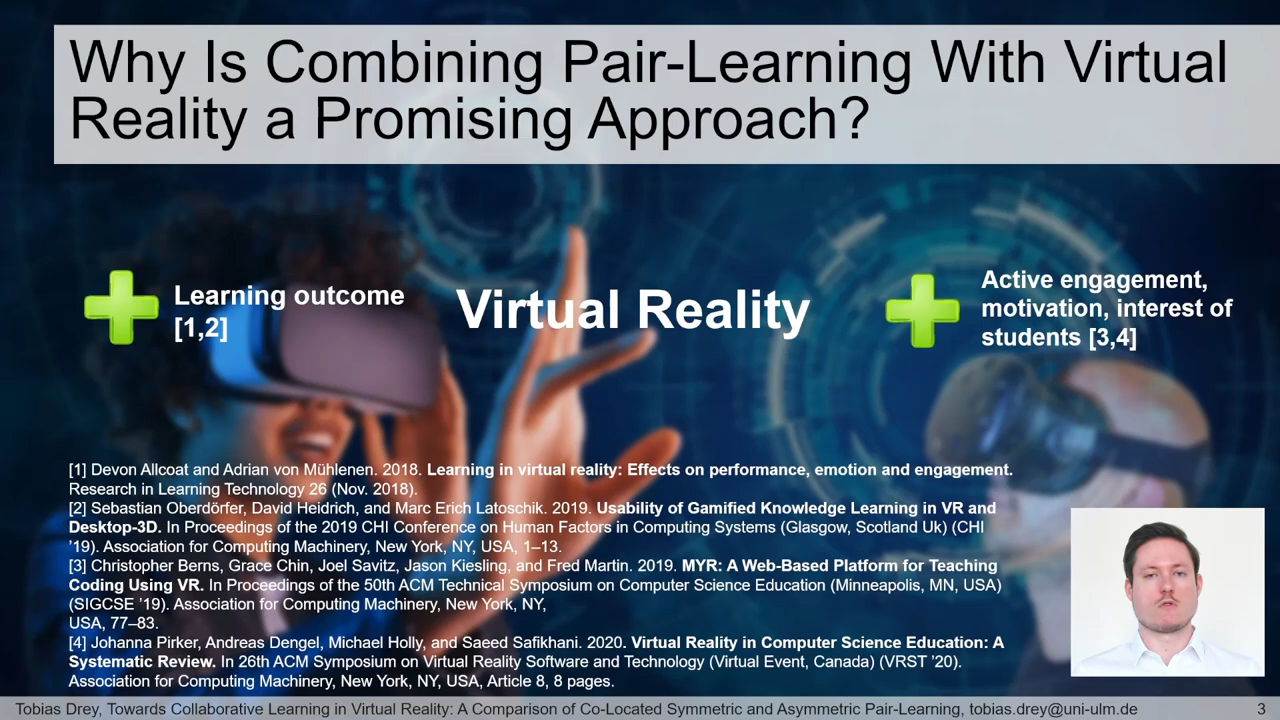 Why Is Combining Pair-Learning With Virtual
Reality a Promising Approach?
Learning outcome
[1,2]
Virtual Reality
Active engagement,
motivation, interest of
students [3,4]
[1] Devon Allcoat and Adrian von Mühlenen. 2018. Learning in virtual reality: Effects on performance, emotion and engagement.
Research in Learning Technology 26 (Nov. 2018).
[2] Sebastian Oberdörfer, David Heidrich, and Marc Erich Latoschik. 2019. Usability of Gamified Knowledge Learning in VR and
Desktop-3D. In Proceedings of the 2019 CHI Conference on Human Factors in Computing Systems (Glasgow, Scotland Uk) (CHI
’19). Association for Computing Machinery, New York, NY, USA, 1–13.
[3] Christopher Berns, Grace Chin, Joel Savitz, Jason Kiesling, and Fred Martin. 2019. MYR: A Web-Based Platform for Teaching
Coding Using VR. In Proceedings of the 50th ACM Technical Symposium on Computer Science Education (Minneapolis, MN, USA)
(SIGCSE ’19). Association for Computing Machinery, New York, NY,
USA, 77–83.
[4] Johanna Pirker, Andreas Dengel, Michael Holly, and Saeed Safikhani. 2020. Virtual Reality in Computer Science Education: A
Systematic Review. In 26th ACM Symposium on Virtual Reality Software and Technology (Virtual Event, Canada) (VRST ’20).
Association for Computing Machinery, New York, NY, USA, Article 8, 8 pages.
Tobias Drey, Towards Collaborative Learning in Virtual Reality: A Comparison of Co-Located Symmetric and Asymmetric Pair-Learning, tobias.drey@uni-ulm.de 3